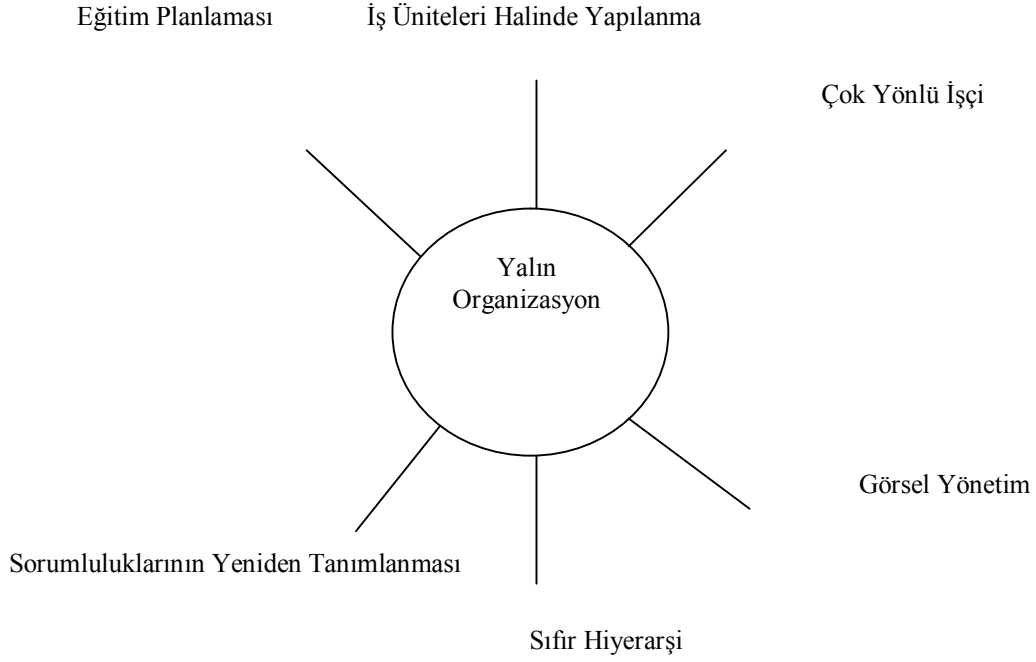 Eğitim Planlaması
İş Üniteleri Halinde Yapılanma
Çok Yönlü İşçi
Yalın
Organizasyon
Görsel Yönetim
Sorumluluklarının Yeniden Tanımlanması
Sıfır Hiyerarşi